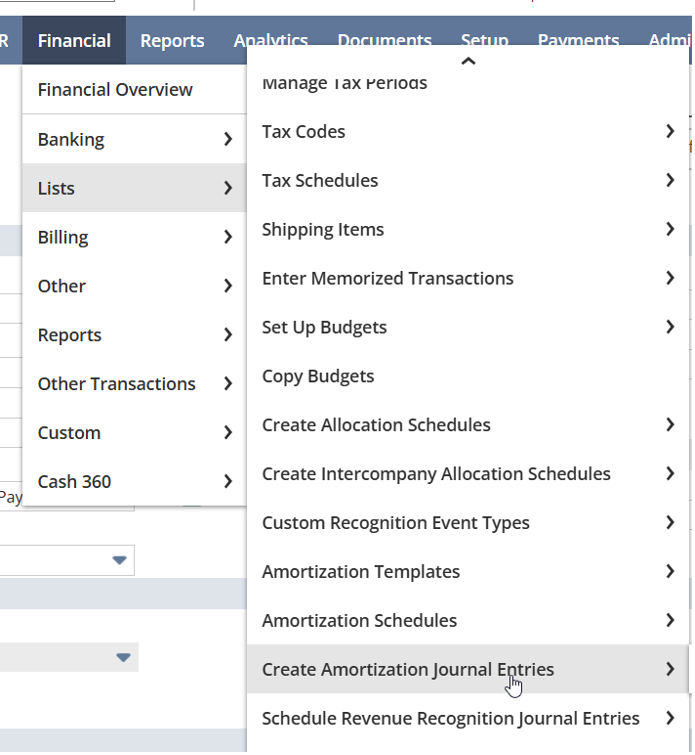 R Financial Reports Analytics Documents Setup Payments
Financial Overview
Banking
Lists
Billing
Other
Reports
Other Transactions
Custom
Cash 360
Pay
Manage Tax Periods
Tax Codes
Tax Schedules
Shipping Items
Enter Memorized Transactions
Set Up Budgets
Copy Budgets
Create Allocation Schedules
Create Intercompany Allocation Schedules
Custom Recognition Event Types
Amortization Templates
Amortization Schedules
Create Amortization Journal Entries
Schedule Revenue Recognition Journal Entries